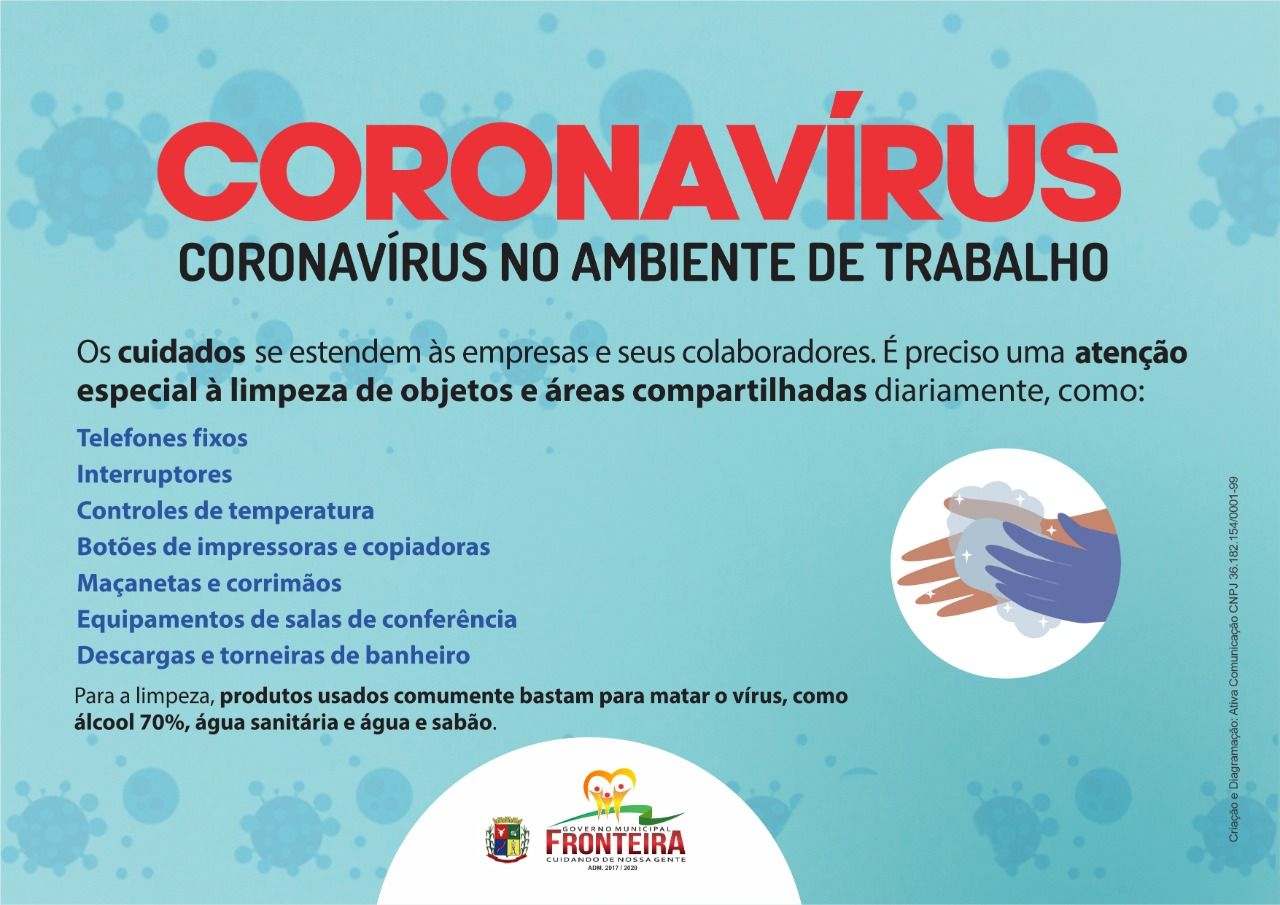 CORONAVÍRUS
CORONAVÍRUS NO AMBIENTE DE TRABALHO
Os cuidados se estendem às empresas e seus colaboradores. É preciso uma atenção
especial à limpeza de objetos e áreas compartilhadas diariamente, como:
Telefones fixos
Interruptores
Controles de temperatura
Botões de impressoras e copiadoras
Maçanetas e corrimãos
Equipamentos de salas de conferência
Descargas e torneiras de banheiro
Para a limpeza, produtos usados comumente bastam para matar o vírus, como
álcool 70%, água sanitária e água e sabão.
GOVERNO MUNICIPAL
FRONTEIRA
CUIDANDO DE NOSSA GENTE
ADM. 2017 / 2020
Criação e Diagramação: Ativa Comunicação CNPJ 36.182.154/0001-99